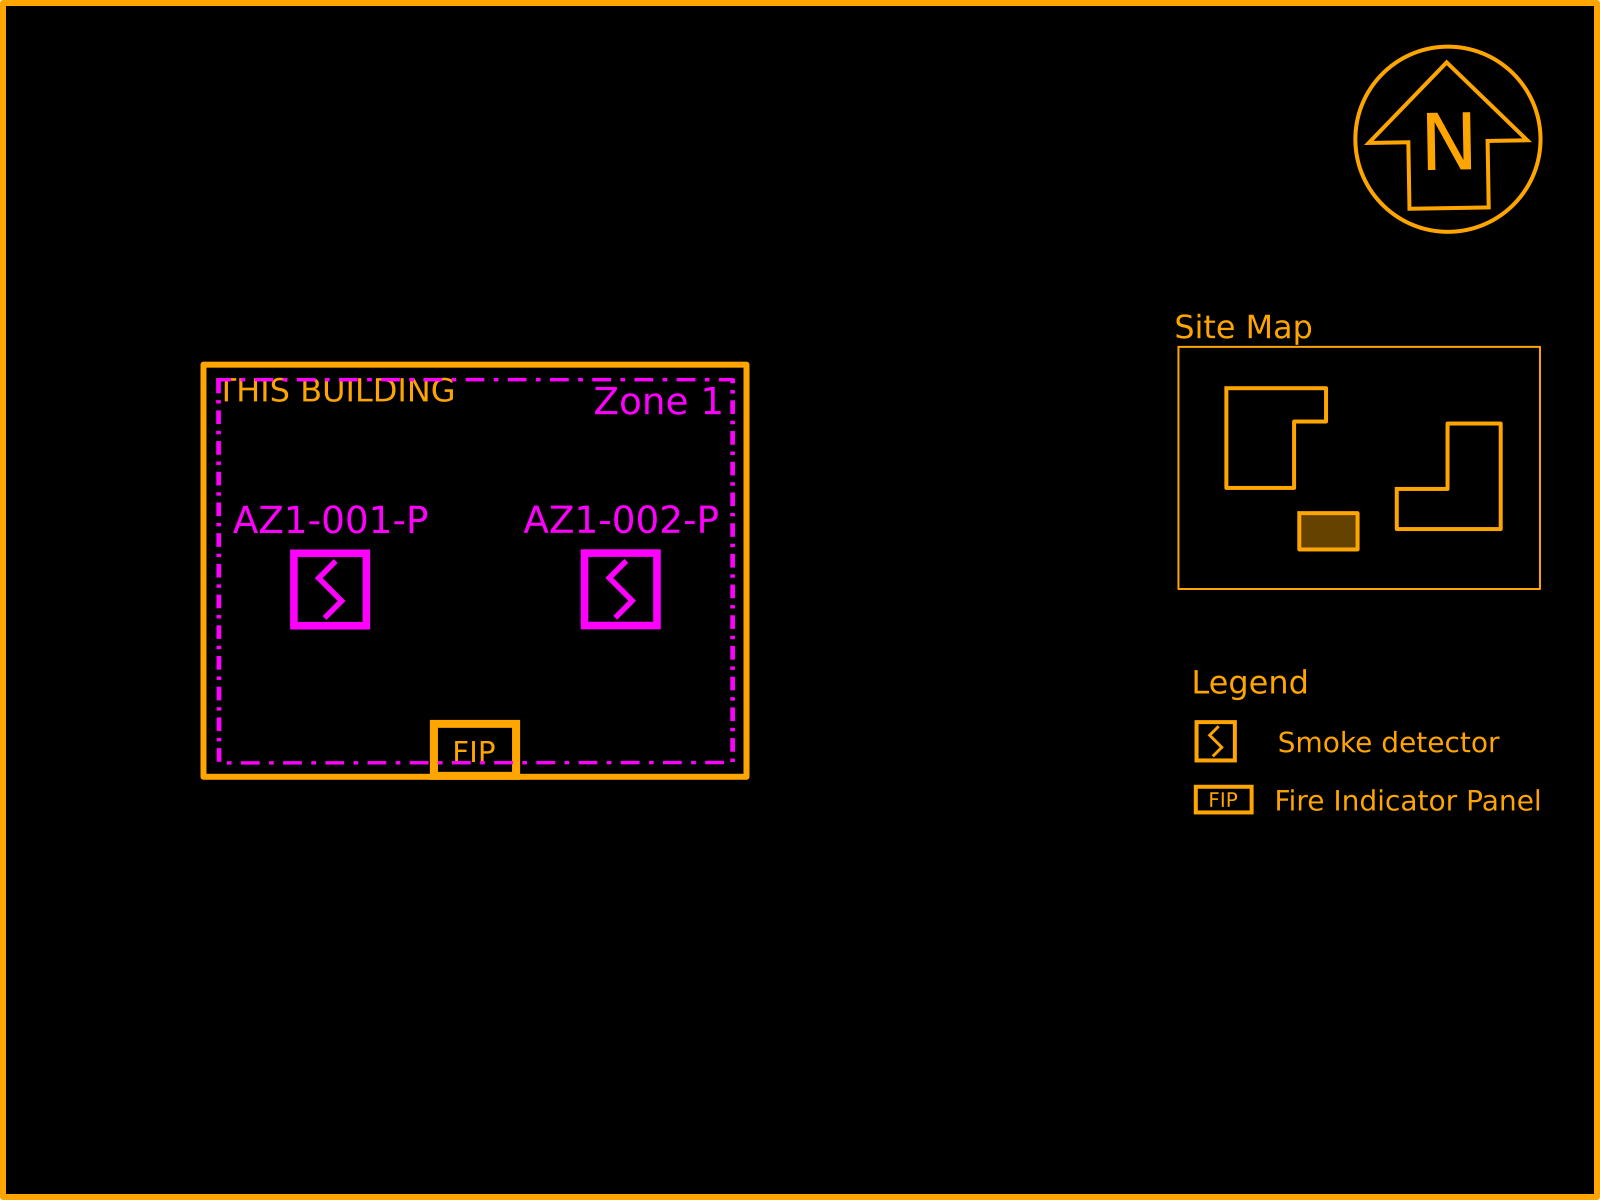 N
Site Map
THIS BUILDING
Zone 1
AZ1-001-P
AZ1-002-P
FIP
Legend
Smoke detector
FIP
Fire Indicator Panel